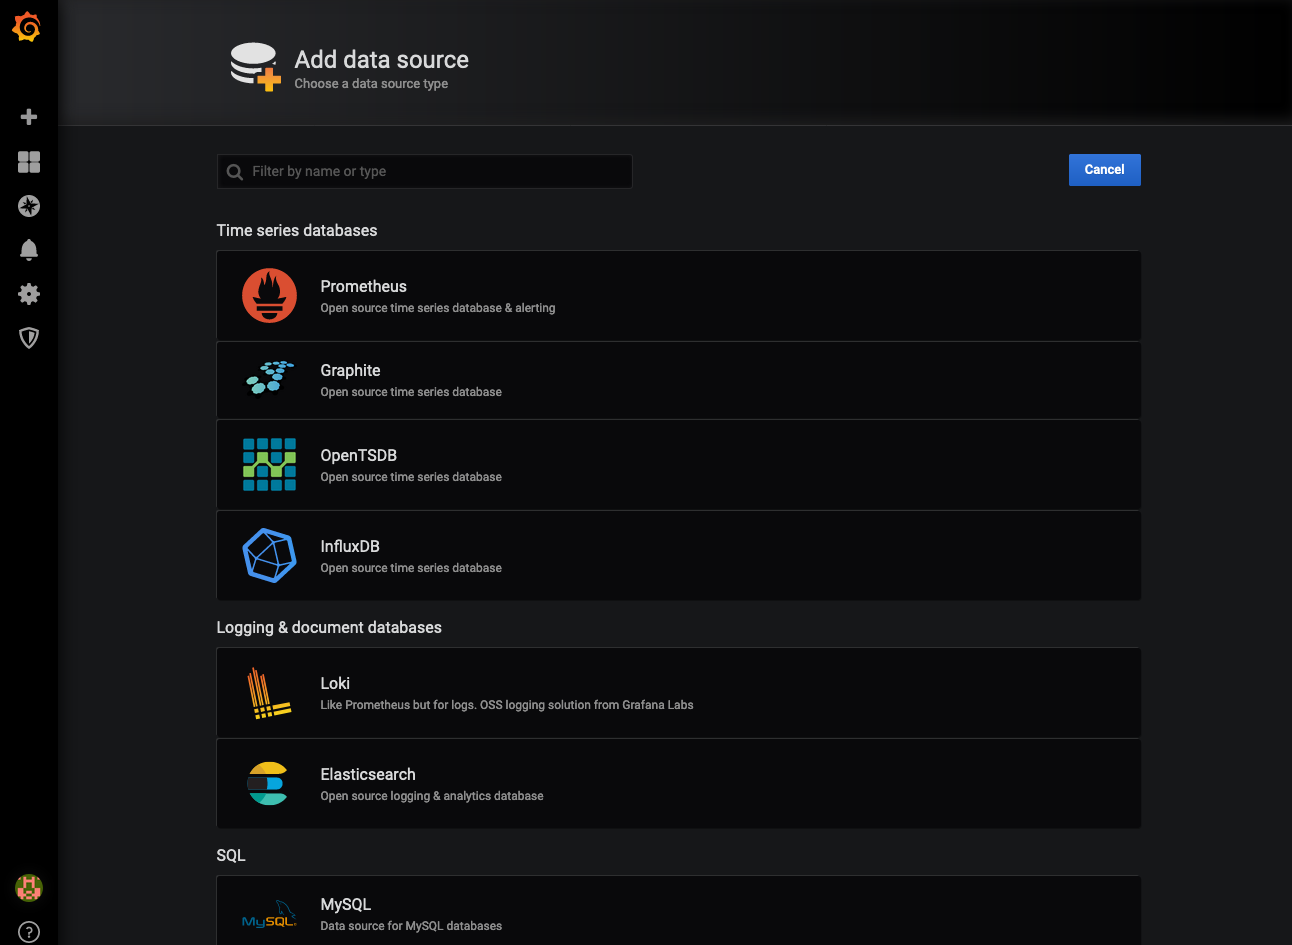 Add data source
Choose a data source type
Filter by name or type
Cancel
Time series databases
Prometheus
Open source time series database & alerting
Graphite
Open source time series database
OpenTSDB
Open source time series database
InfluxDB
Open source time series database
Logging & document databases
Loki
Like Prometheus but for logs. OSS logging solution from Grafana Labs
Elasticsearch
Open source logging & analytics database
SQL
MySQL
MySQL
Data source for MySQL databases
?